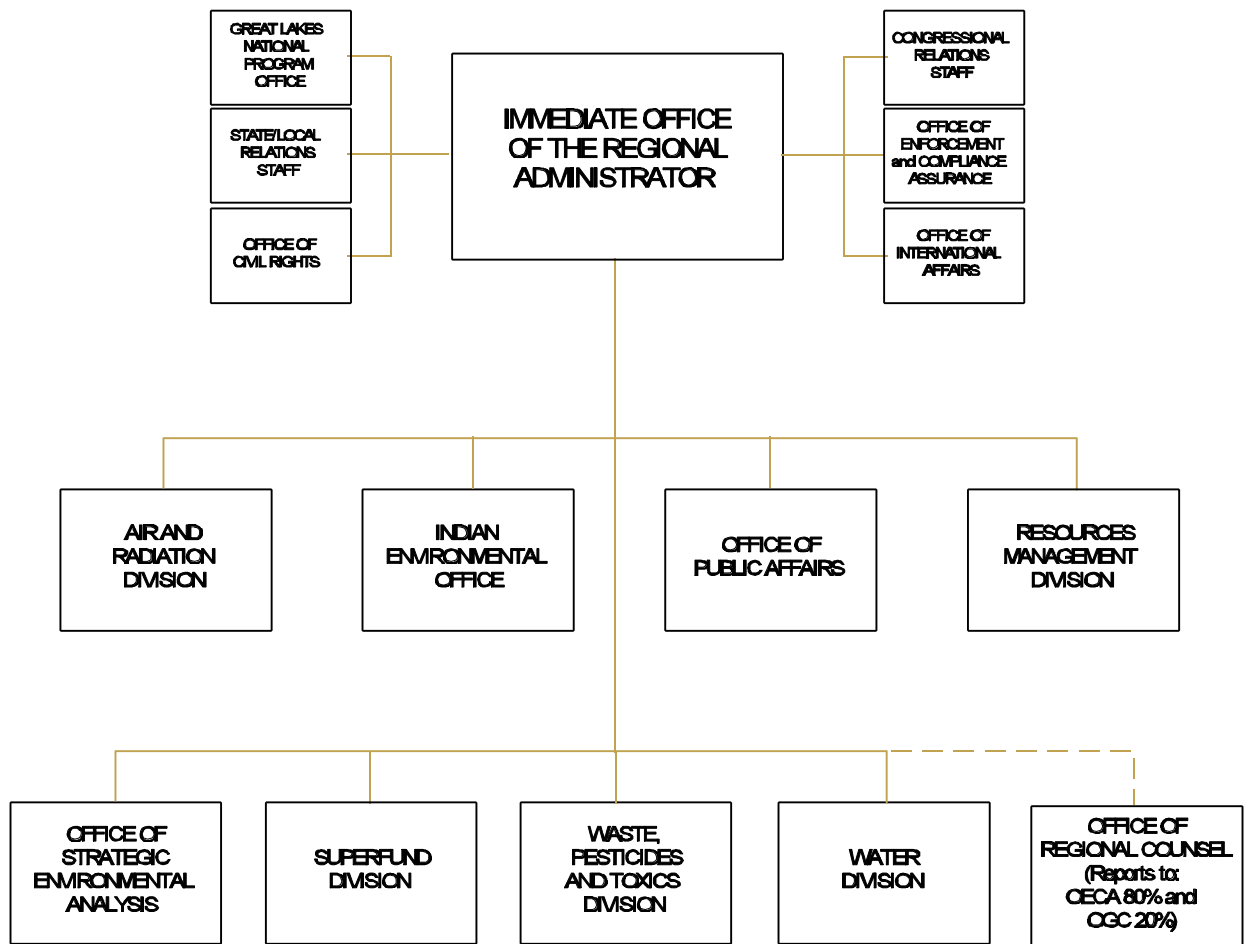 GREAT LAKES
NATIONAL
PROGRAM
OFFICE
STATE/LOCAL
RELATIONS
STAFF
OFFICE OF
CIVIL RIGHTS
IMMEDIATE OFFICE
OF THE REGIONAL
ADMINISTRATOR
CONGRESSIONAL
RELATIONS
STAFF
OFFICE OF
ENFORCEMENT
and COMPLIANCE
ASSURANCE
OFFICE OF
INTERNATIONAL
AFFAIRS
AIR AND
RADIATION
DIVISION
INDIAN
ENVIRONMENTAL
OFFICE
OFFICE OF
PUBLIC AFFAIRS
RESOURCES
MANAGEMENT
DIVISION
OFFICE OF
STRATEGIC
ENVIRONMENTAL
ANALYSIS
SUPERFUND
DIVISION
WASTE,
PESTICIDES
AND TOXICS
DIVISION
WATER
DIVISION
OFFICE OF
REGIONAL COUNSEL
(Reports to:
OECA 80% and
OGC 20%)